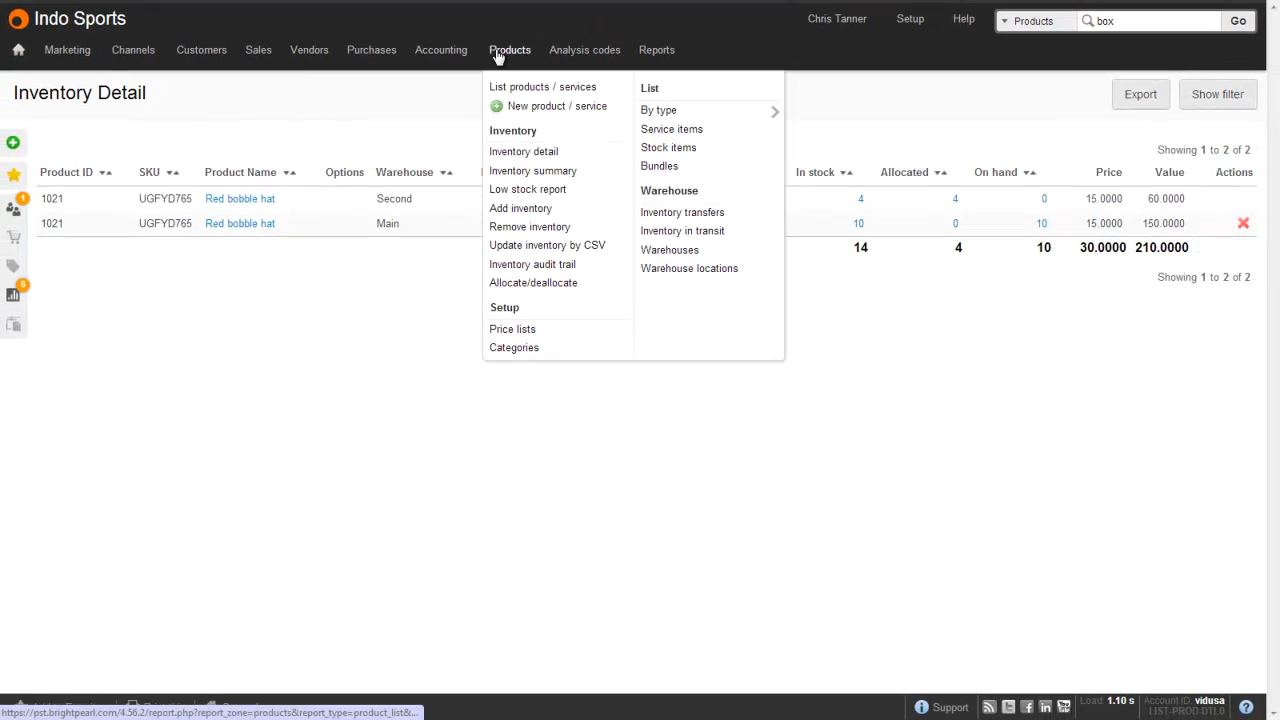 Indo Sports
Chris Tanner Setup Help Products box Go
Marketing Channels Customers Sales Vendors Purchases Accounting Products Analysis codes Reports
Inventory Detail
Export Show filter
List products / services
New product / service
Inventory
Inventory detail
Inventory summary
Low stock report
Add inventory
Remove inventory
Update inventory by CSV
Inventory audit trail
Allocate/deallocate
Setup
Price lists
Categories
List
By type
Service items
Stock items
Bundles
Warehouse
Inventory transfers
Inventory in transit
Warehouses
Warehouse locations
1
6
Showing 1 to 2 of 2
Product ID SKU Product Name Options Warehouse In stock Allocated On hand Price Value Actions
1021 UGFYD765 Red bobble hat Second 4 4 0 15.0000 60.0000
1021 UGFYD765 Red bobble hat Main 10 0 10 15.0000 150.0000
14 4 10 30.0000 210.0000
Showing 1 to 2 of 2
https://pst.brightpearl.com/4.56.2/report.php?report_zone=products&report_type=product_list&...
Support
Load: 1.10 s
Account ID: vidusa
LIST-PROD-DTL0